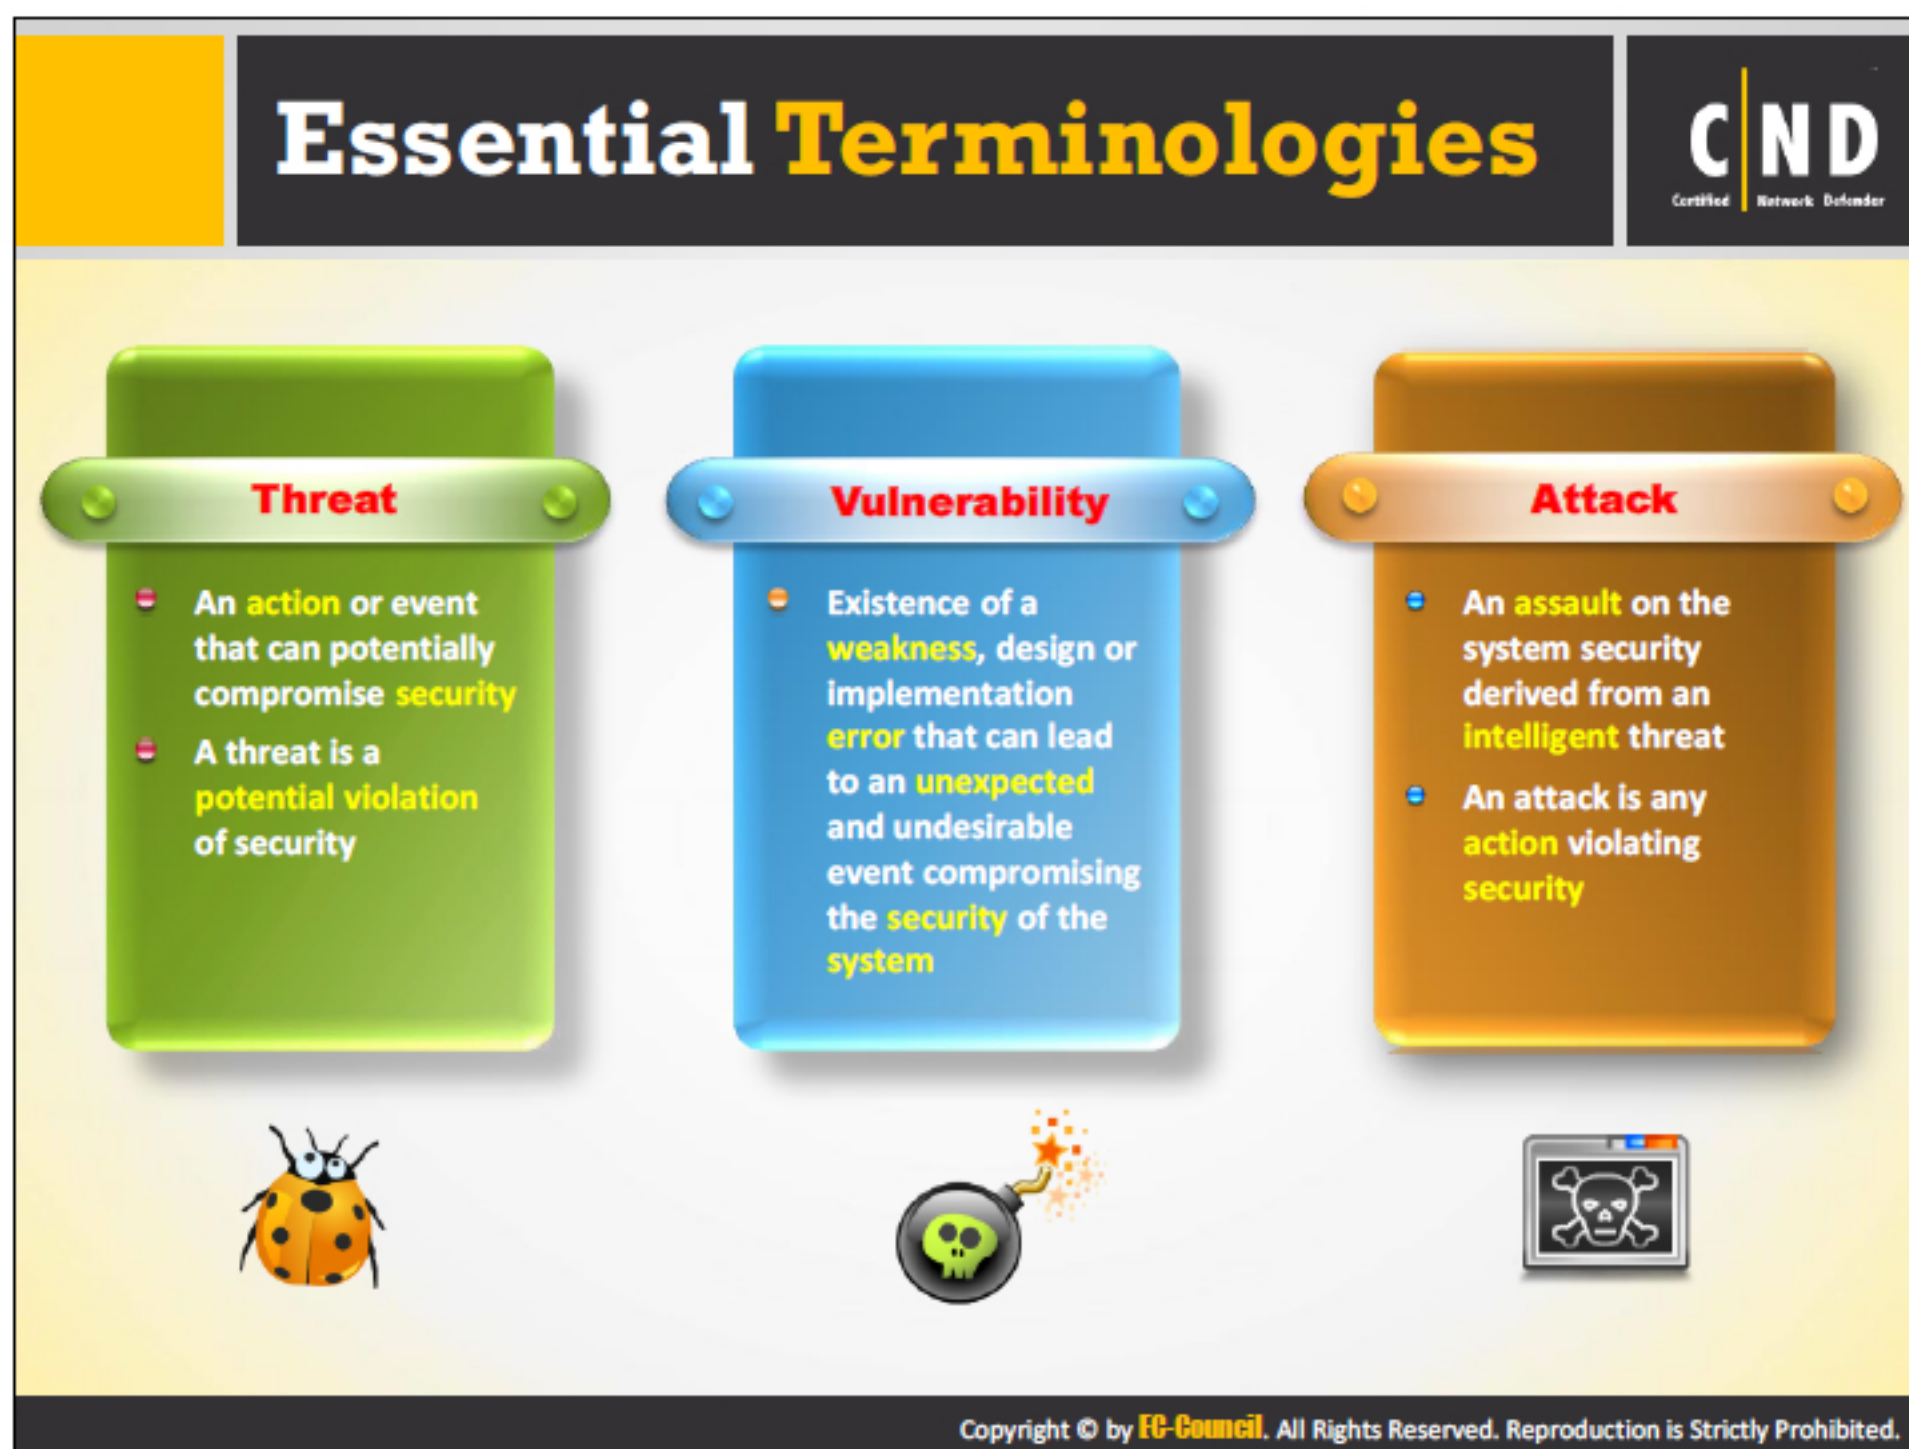 Essential Terminologies
C|ND
Certified Network Defender
Threat
An action or event
that can potentially
compromise security
A threat is a
potential violation
of security
Vulnerability
Existence of a
weakness, design or
implementation
error that can lead
to an unexpected
and undesirable
event compromising
the security of the
system
Attack
An assault on the
system security
derived from an
intelligent threat
An attack is any
action violating
security
Copyright © by EC-Council. All Rights Reserved. Reproduction is Strictly Prohibited.